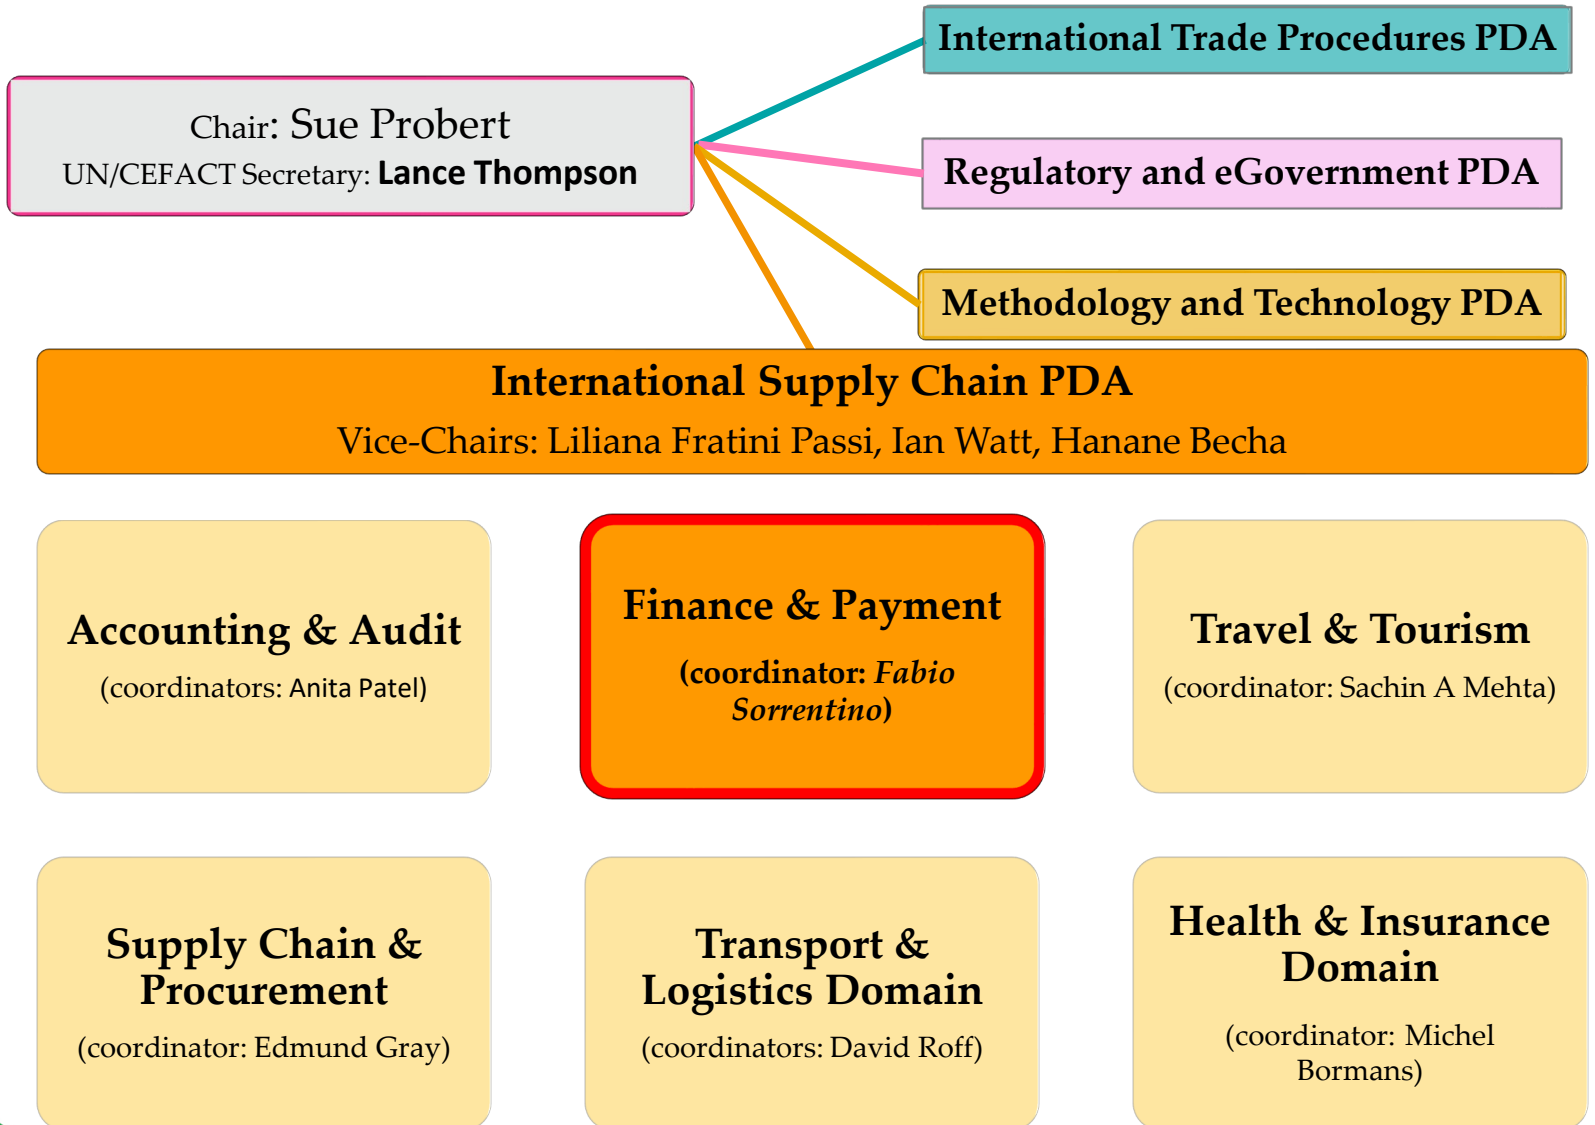 International Trade Procedures PDA
Chair: Sue Probert
UN/CEFACT Secretary: Lance Thompson
Regulatory and eGovernment PDA
Methodology and Technology PDA
International Supply Chain PDA
Vice-Chairs: Liliana Fratini Passi, Ian Watt, Hanane Becha
Accounting & Audit
(coordinators: Anita Patel)
Finance & Payment
(coordinator: Fabio
Sorrentino)
Travel & Tourism
(coordinator: Sachin A Mehta)
Supply Chain &
Procurement
(coordinator: Edmund Gray)
Transport &
Logistics Domain
(coordinators: David Roff)
Health & Insurance
Domain
(coordinator: Michel
Bormans)